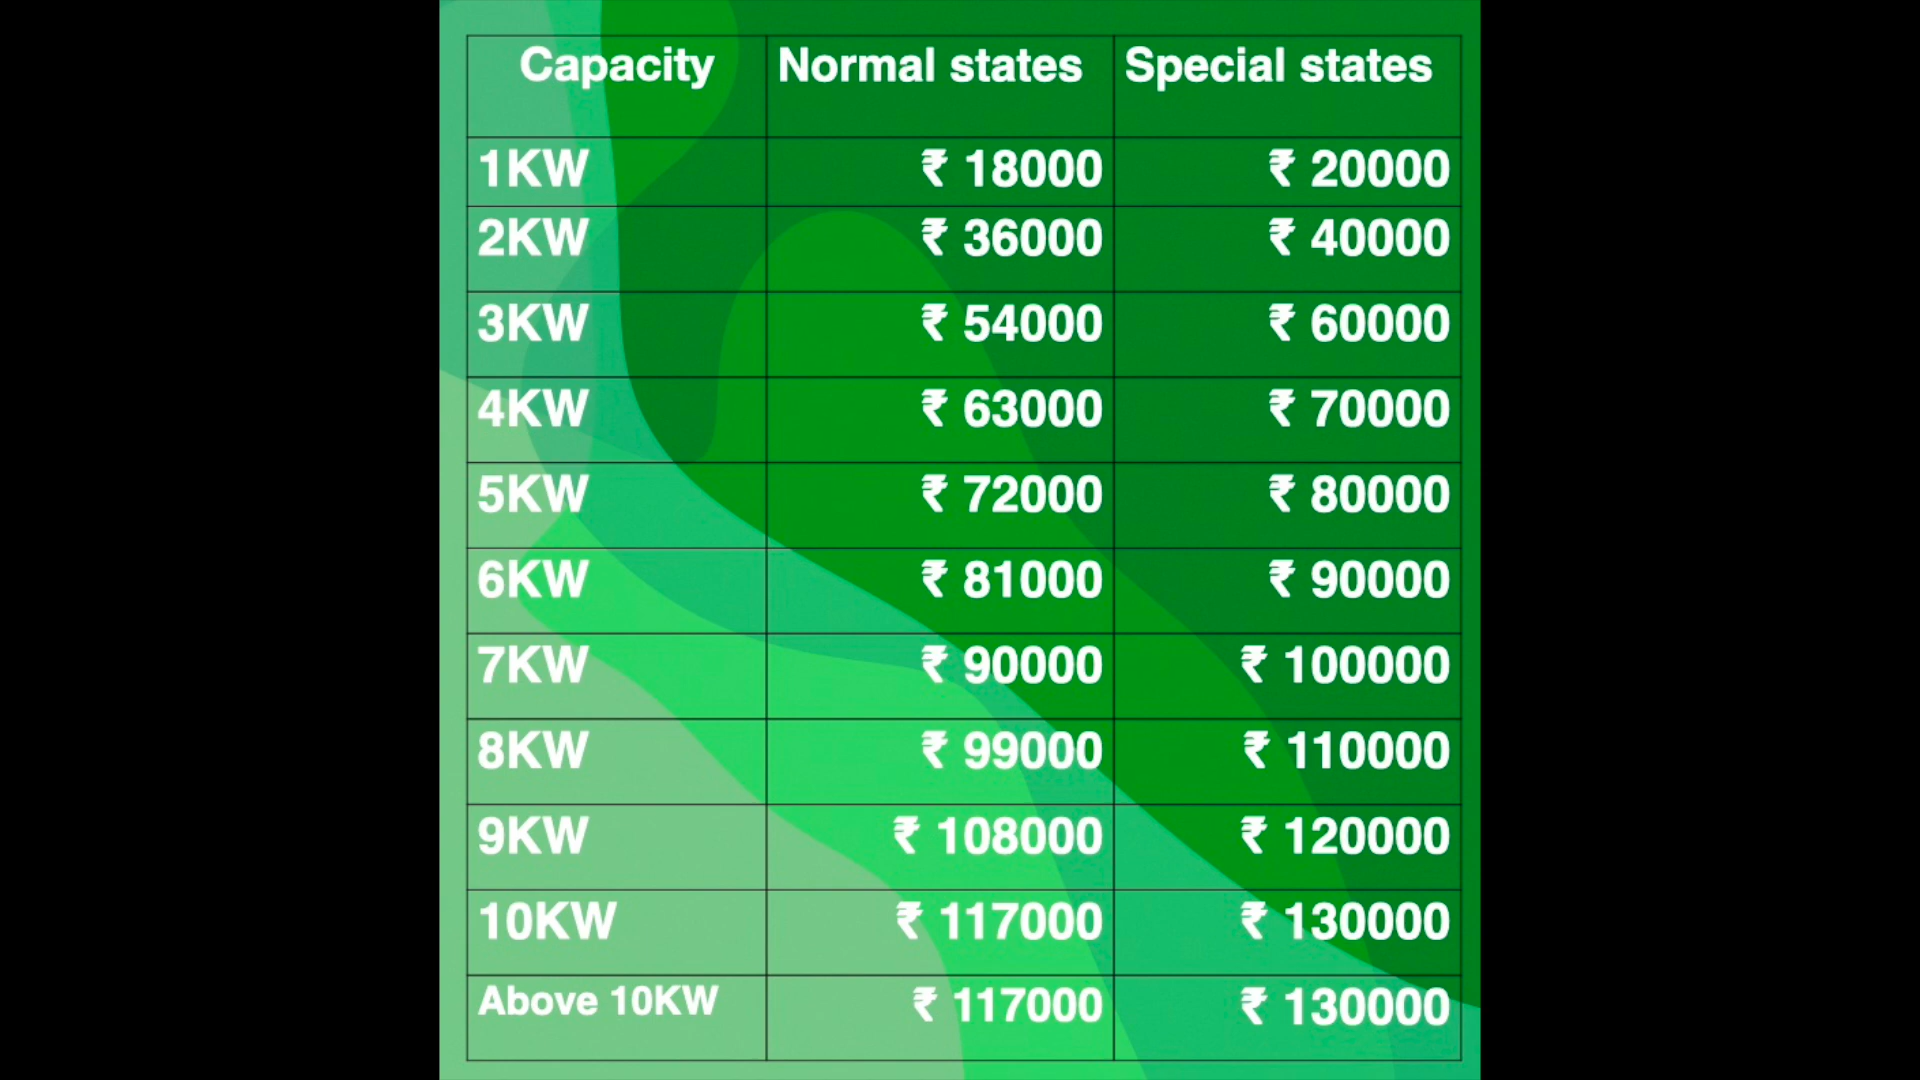 Capacity Normal states Special states
1KW ₹ 18000 ₹ 20000
2KW ₹ 36000 ₹ 40000
3KW ₹ 54000 ₹ 60000
4KW ₹ 63000 ₹ 70000
5KW ₹ 72000 ₹ 80000
6KW ₹ 81000 ₹ 90000
7KW ₹ 90000 ₹ 100000
8KW ₹ 99000 ₹ 110000
9KW ₹ 108000 ₹ 120000
10KW ₹ 117000 ₹ 130000
Above 10KW ₹ 117000 ₹ 130000